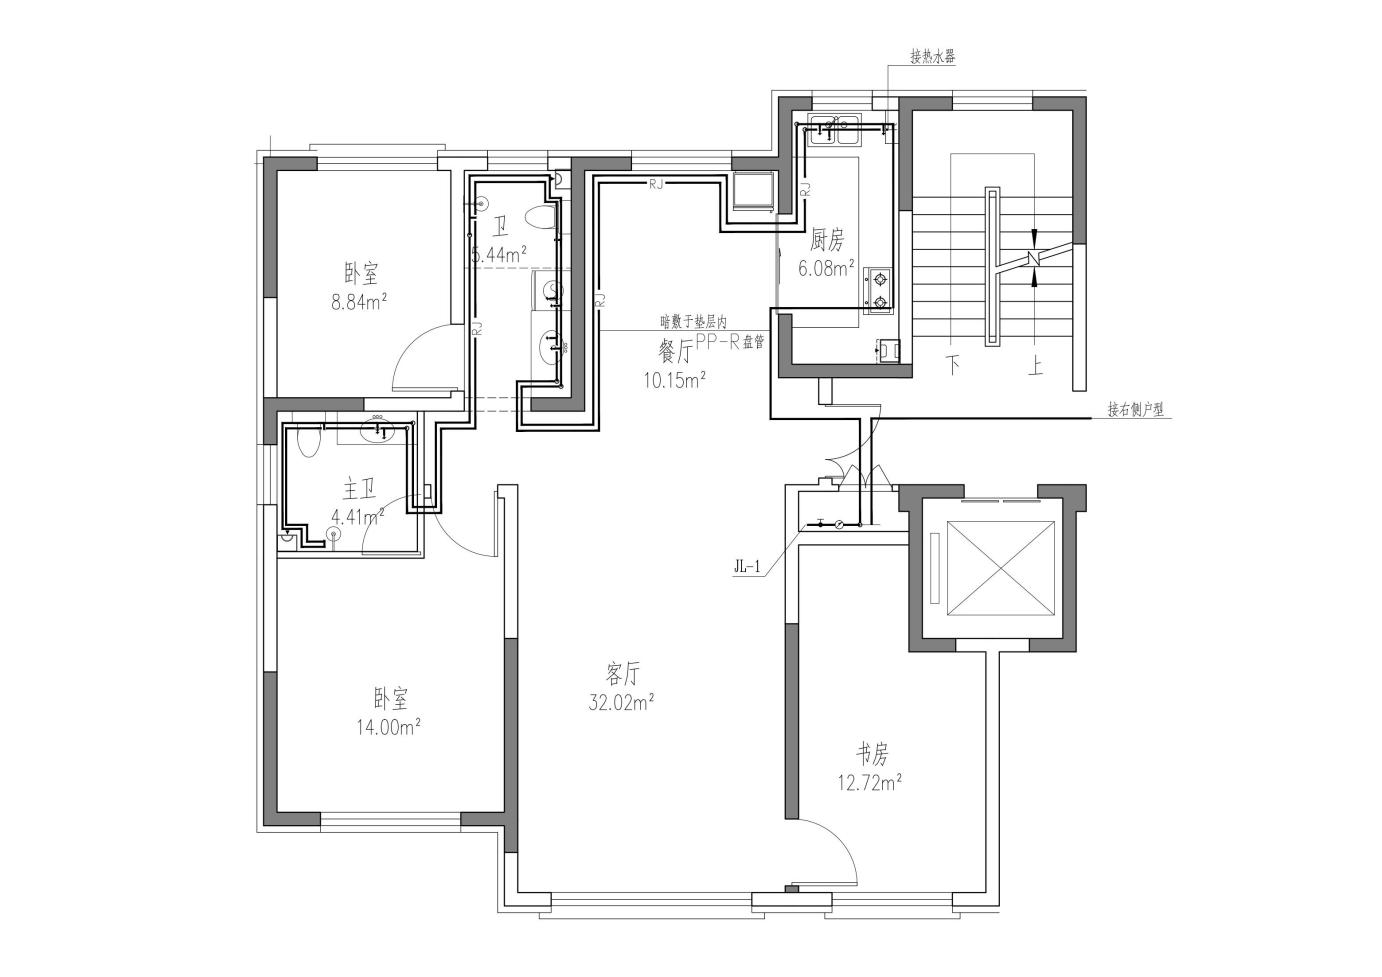 接热水器
RJ
RJ
卫
5.44m²
厨房
6.08m²
卧室
8.84m²
RJ
RJ
暗敷于垫层内
PP-R盘管
餐厅
10.15m²
下
上
接右侧户型
主卫
4.41m²
JL-1
客厅
32.02m²
卧室
14.00m²
书房
12.72m²